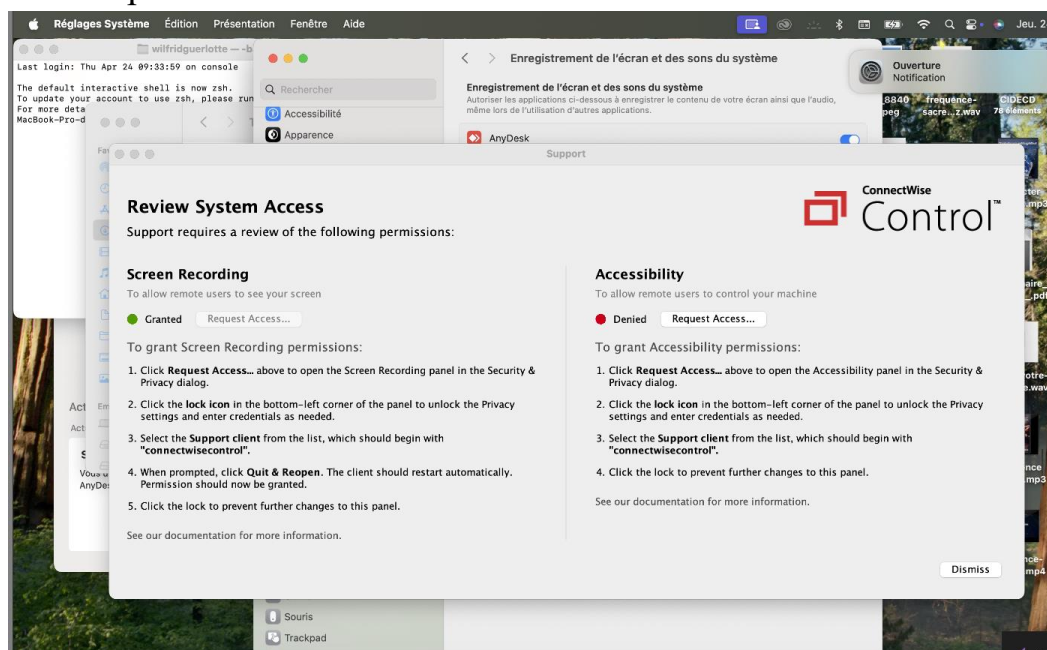 Réglages Système Édition Présentation Fenêtre Aide
Jeu. 2
wilfridguerlotte — -b
Last login: Thu Apr 24 09:33:59 on console
The default interactive shell is now zsh.
To update your account to use zsh, please run
For more deta
MacBook-Pro-d
Rechercher
Accessibilité
Apparence
Enregistrement de l'écran et des sons du système
Enregistrement de l'écran et des sons du système
Autoriser les applications ci-dessous à enregistrer le contenu de votre écran ainsi que l'audio,
même lors de l'utilisation d'autres applications.
AnyDesk
Ouverture
Notification
8840 frequence- CIDECD
peg sacre...z.wav 78 éléments
Support
Review System Access
Support requires a review of the following permissions:
ConnectWise
Control™
Screen Recording
To allow remote users to see your screen
Granted Request Access...
To grant Screen Recording permissions:
1. Click Request Access... above to open the Screen Recording panel in the Security &
Privacy dialog.
2. Click the lock icon in the bottom-left corner of the panel to unlock the Privacy
settings and enter credentials as needed.
3. Select the Support client from the list, which should begin with
"connectwisecontrol".
4. When prompted, click Quit & Reopen. The client should restart automatically.
Permission should now be granted.
5. Click the lock to prevent further changes to this panel.
See our documentation for more information.
Accessibility
To allow remote users to control your machine
Denied Request Access...
To grant Accessibility permissions:
1. Click Request Access... above to open the Accessibility panel in the Security &
Privacy dialog.
2. Click the lock icon in the bottom-left corner of the panel to unlock the Privacy
settings and enter credentials as needed.
3. Select the Support client from the list, which should begin with
"connectwisecontrol".
4. Click the lock to prevent further changes to this panel.
See our documentation for more information.
Dismiss
Souris
Trackpad